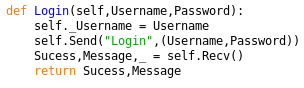 def Login(self,Username,Password):
    self._Username = Username
    self.Send("Login",(Username,Password))
    Sucess,Message,_ = self.Recv()
    return Sucess,Message